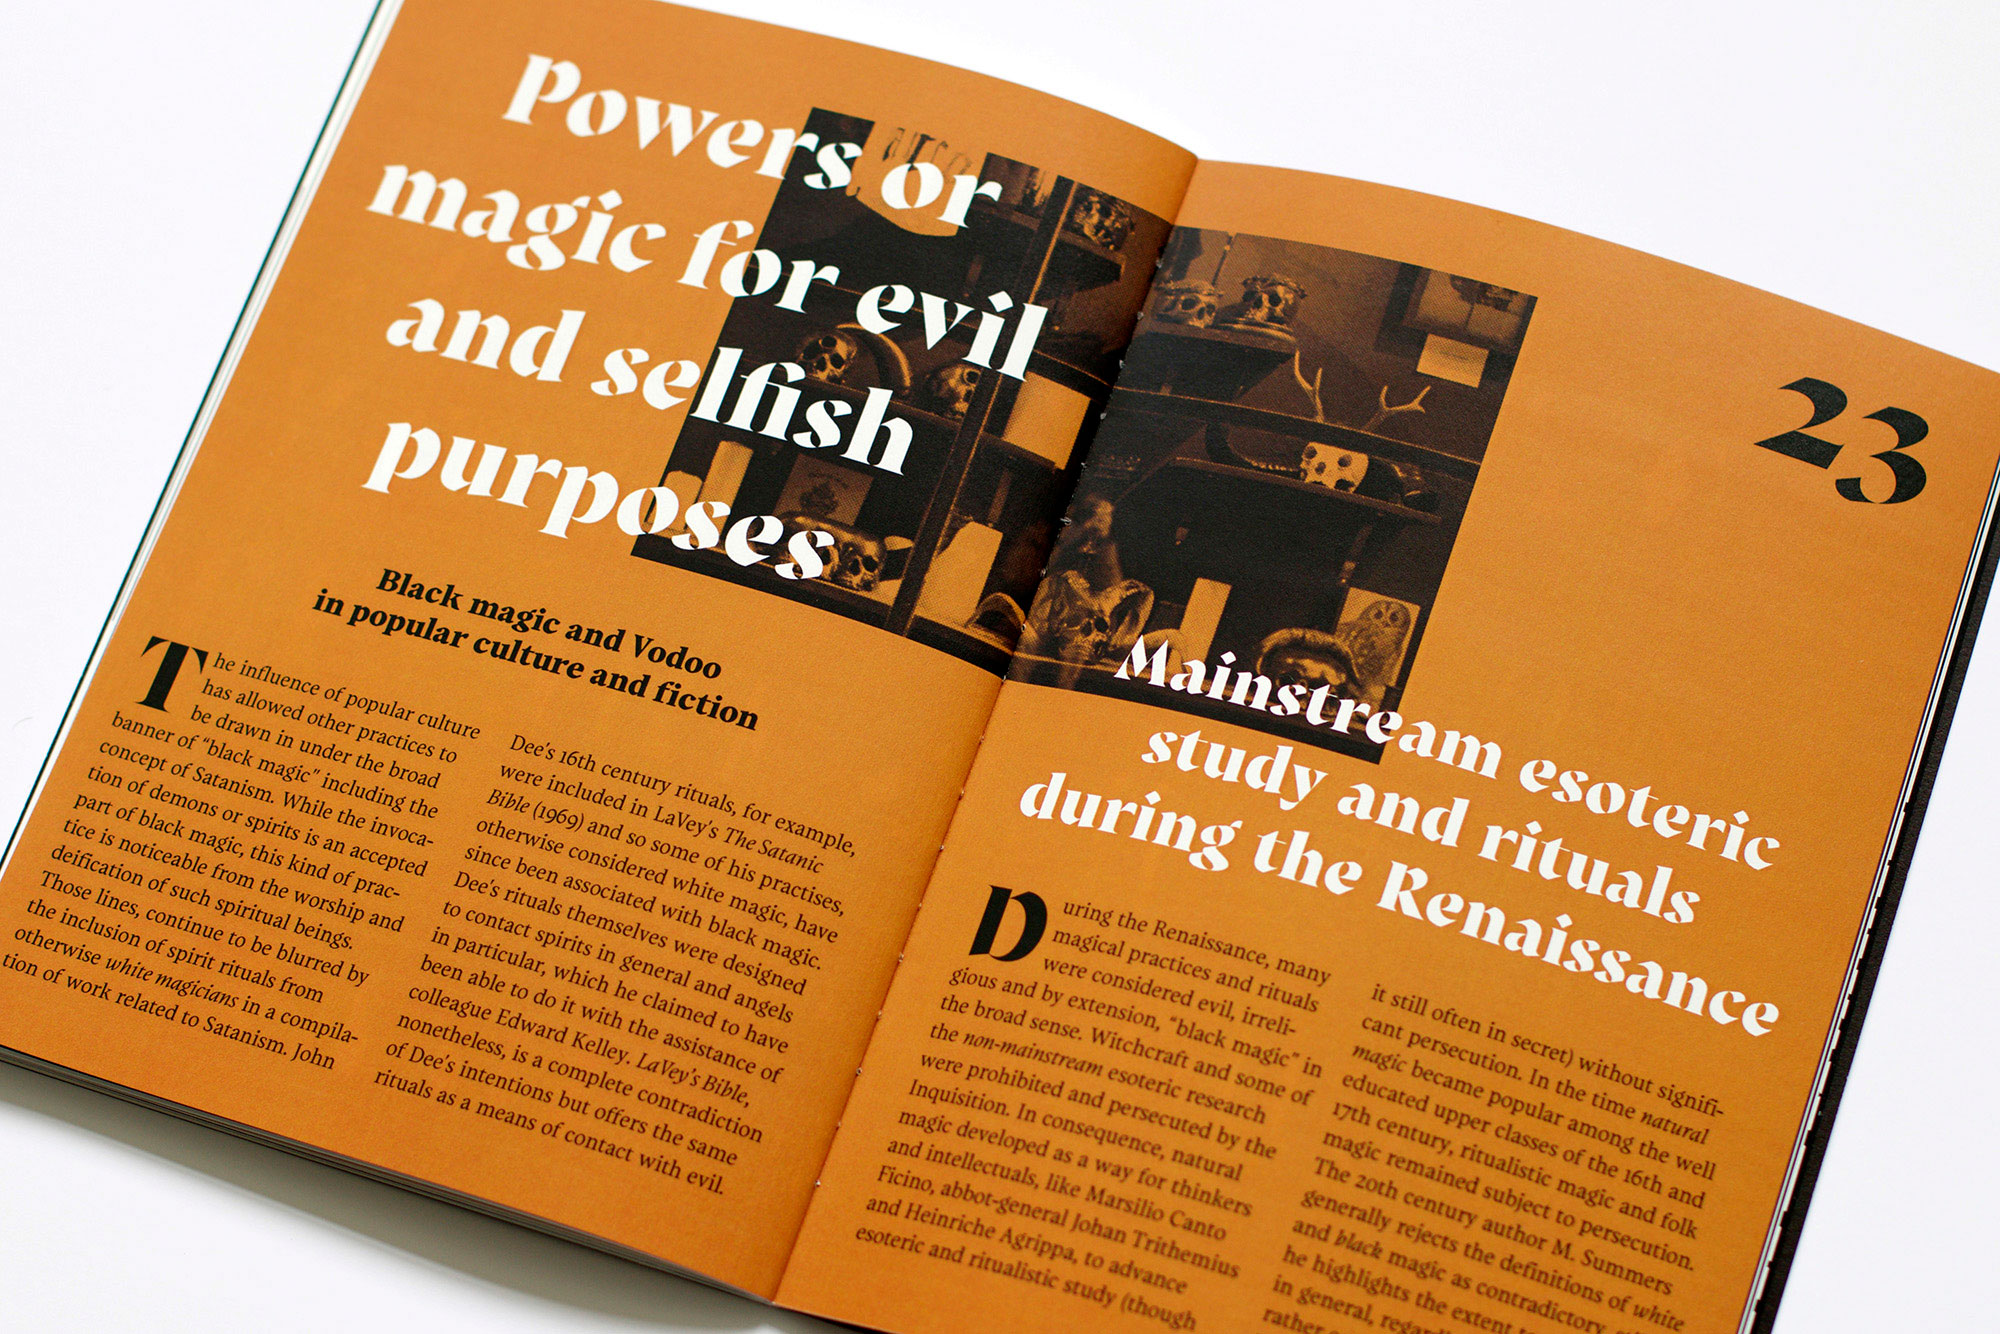 Powers or
magic for evil
and selfish
purposes
Black magic and Vodoo
in popular culture and fiction
The influence of popular culture
has allowed other practices to
be drawn in under the broad
banner of “black magic” including the
concept of Satanism. While the invoca-
tion of demons or spirits is an accepted
part of black magic, this kind of prac-
tice is noticeable from the worship and
deification of such spiritual beings.
Those lines, continue to be blurred by
the inclusion of spirit rituals from
otherwise white magicians in a compila-
tion of work related to Satanism. John
Dee's 16th century rituals, for example,
were included in LaVey's The Satanic
Bible (1969) and so some of his practises,
otherwise considered white magic, have
since been associated with black magic.
Dee's rituals themselves were designed
to contact spirits in general and angels
in particular, which he claimed to have
been able to do it with the assistance of
colleague Edward Kelley. LaVey's Bible,
nonetheless, is a complete contradiction
of Dee's intentions but offers the same
rituals as a means of contact with evil.
23
Mainstream esoteric
study and rituals
during the Renaissance
During the Renaissance, many
magical practices and rituals
were considered evil, irreli-
gious and by extension, “black magic” in
the broad sense. Witchcraft and some of
the non-mainstream esoteric research
were prohibited and persecuted by the
Inquisition. In consequence, natural
magic developed as a way for thinkers
and intellectuals, like Marsilio Canto
Ficino, abbot-general Johan Trithemius
and Heinriche Agrippa, to advance
esoteric and ritualistic study (though
it still often in secret) without signifi-
cant persecution. In the time natural
magic became popular among the well
educated upper classes of the 16th and
17th century, ritualistic magic and folk
magic remained subject to persecution.
The 20th century author M. Summers
generally rejects the definitions of white
and black magic as contradictory,
he highlights the extent
in general,
rather